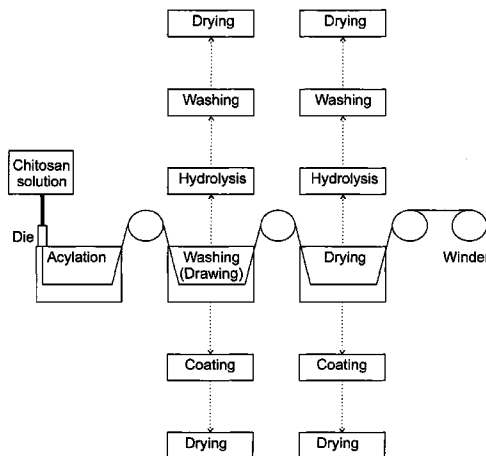 Drying
Drying
Washing
Washing
Chitosan
solution
Hydrolysis
Hydrolysis
Die
Acylation
Washing
(Drawing)
Drying
Winder
Coating
Coating
Drying
Drying